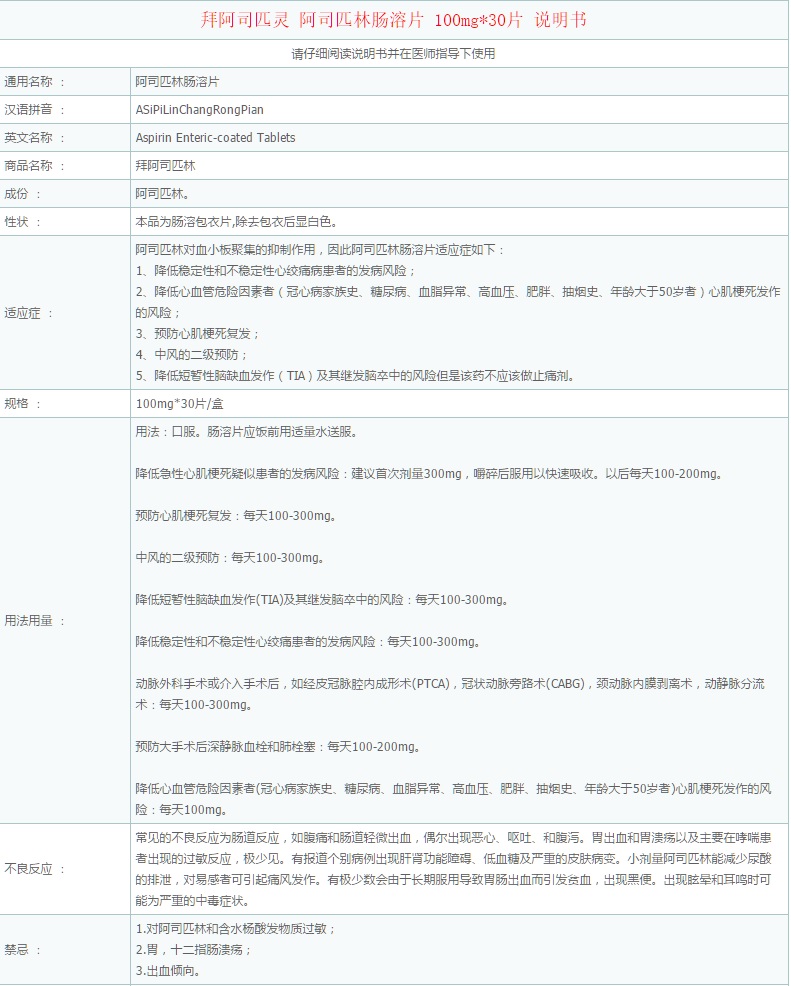 拜阿司匹灵 阿司匹林肠溶片 100mg*30片 说明书
请仔细阅读说明书并在医师指导下使用
通用名称 ： 阿司匹林肠溶片
汉语拼音 ： ASiPiLinChangRongPian
英文名称 ： Aspirin Enteric-coated Tablets
商品名称 ： 拜阿司匹林
成份 ： 阿司匹林。
性状 ： 本品为肠溶包衣片,除去包衣后显白色。
适应症 ：
阿司匹林对血小板聚集的抑制作用，因此阿司匹林肠溶片适应症如下：
1、降低稳定性和不稳定性心绞痛病患者的发病风险；
2、降低心血管危险因素者（冠心病家族史、糖尿病、血脂异常、高血压、肥胖、抽烟史、年龄大于50岁者）心肌梗死发作
的风险；
3、预防心肌梗死复发；
4、中风的二级预防；
5、降低短暂性脑缺血发作（TIA）及其继发脑卒中的风险但是该药不应该做止痛剂。
规格 ： 100mg*30片/盒
用法用量 ：
用法：口服。肠溶片应饭前用适量水送服。
降低急性心肌梗死疑似患者的发病风险：建议首次剂量300mg，嚼碎后服用以快速吸收。以后每天100-200mg。
预防心肌梗死复发：每天100-300mg。
中风的二级预防：每天100-300mg。
降低短暂性脑缺血发作(TIA)及其继发脑卒中的风险：每天100-300mg。
降低稳定性和不稳定性心绞痛患者的发病风险：每天100-300mg。
动脉外科手术或介入手术后，如经皮冠脉腔内成形术(PTCA)，冠状动脉旁路术(CABG)，颈动脉内膜剥离术，动静脉分流
术：每天100-300mg。
预防大手术后深静脉血栓和肺栓塞：每天100-200mg。
降低心血管危险因素者(冠心病家族史、糖尿病、血脂异常、高血压、肥胖、抽烟史、年龄大于50岁者)心肌梗死发作的风
险：每天100mg。
不良反应 ：
常见的不良反应为肠道反应，如腹痛和肠道轻微出血，偶尔出现恶心、呕吐、和腹泻。胃出血和胃溃疡以及主要在哮喘患
者出现的过敏反应，极少见。有报道个别病例出现肝肾功能障碍、低血糖及严重的皮肤病变。小剂量阿司匹林能减少尿酸
的排泄，对易感者可引起痛风发作。有极少数会由于长期服用导致胃肠出血而引发贫血，出现黑便。出现眩晕和耳鸣时可
能为严重的中毒症状。
禁忌 ：
1.对阿司匹林和含水杨酸发物质过敏；
2.胃，十二指肠溃疡；
3.出血倾向。